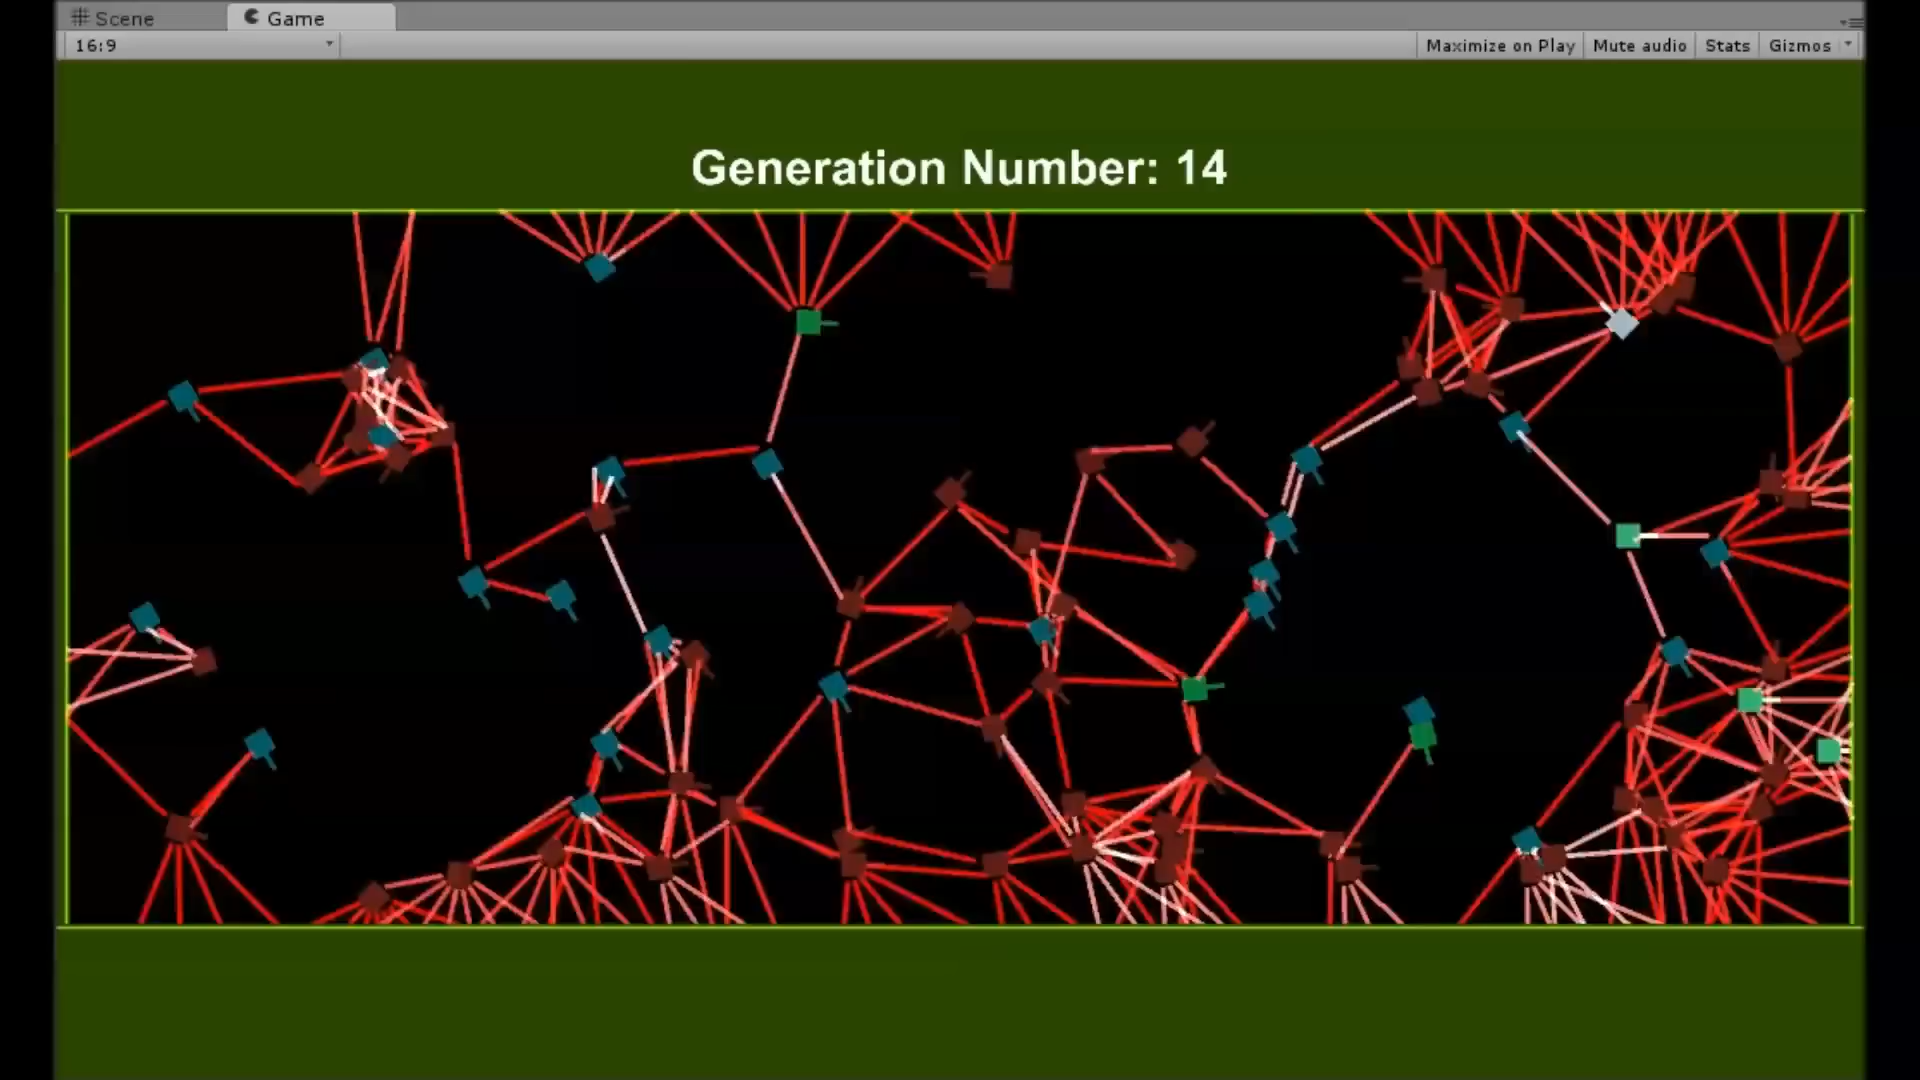 Scene
Game
16:9
Maximize on Play
Mute audio
Stats
Gizmos
Generation Number: 14